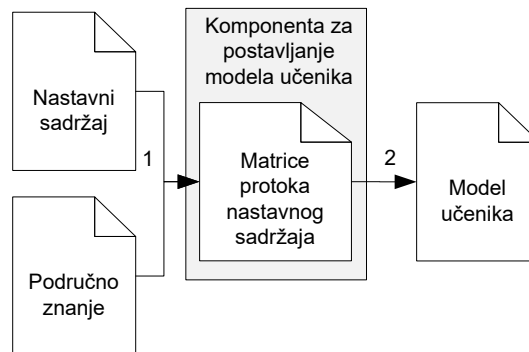 Nastavni
sadržaj
Područno
znanje
1
Komponenta za
postavljanje
modela učenika
Matrice
protoka
nastavnog
sadržaja
2
Model
učenika